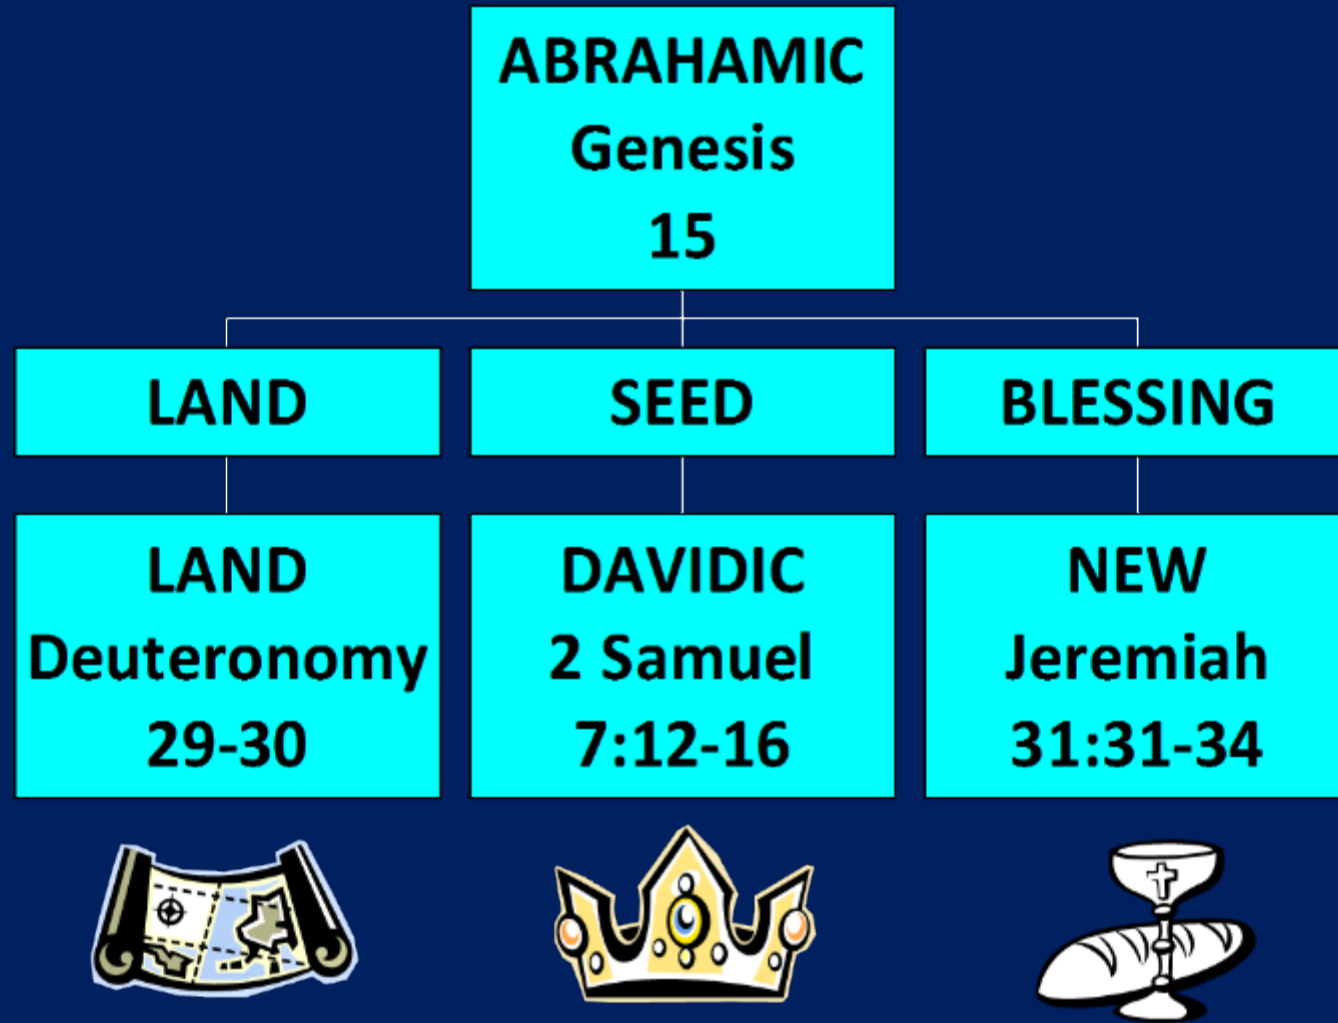 ABRAHAMIC
Genesis
15
LAND
SEED
BLESSING
LAND
Deuteronomy
29-30
DAVIDIC
2 Samuel
7:12-16
NEW
Jeremiah
31:31-34